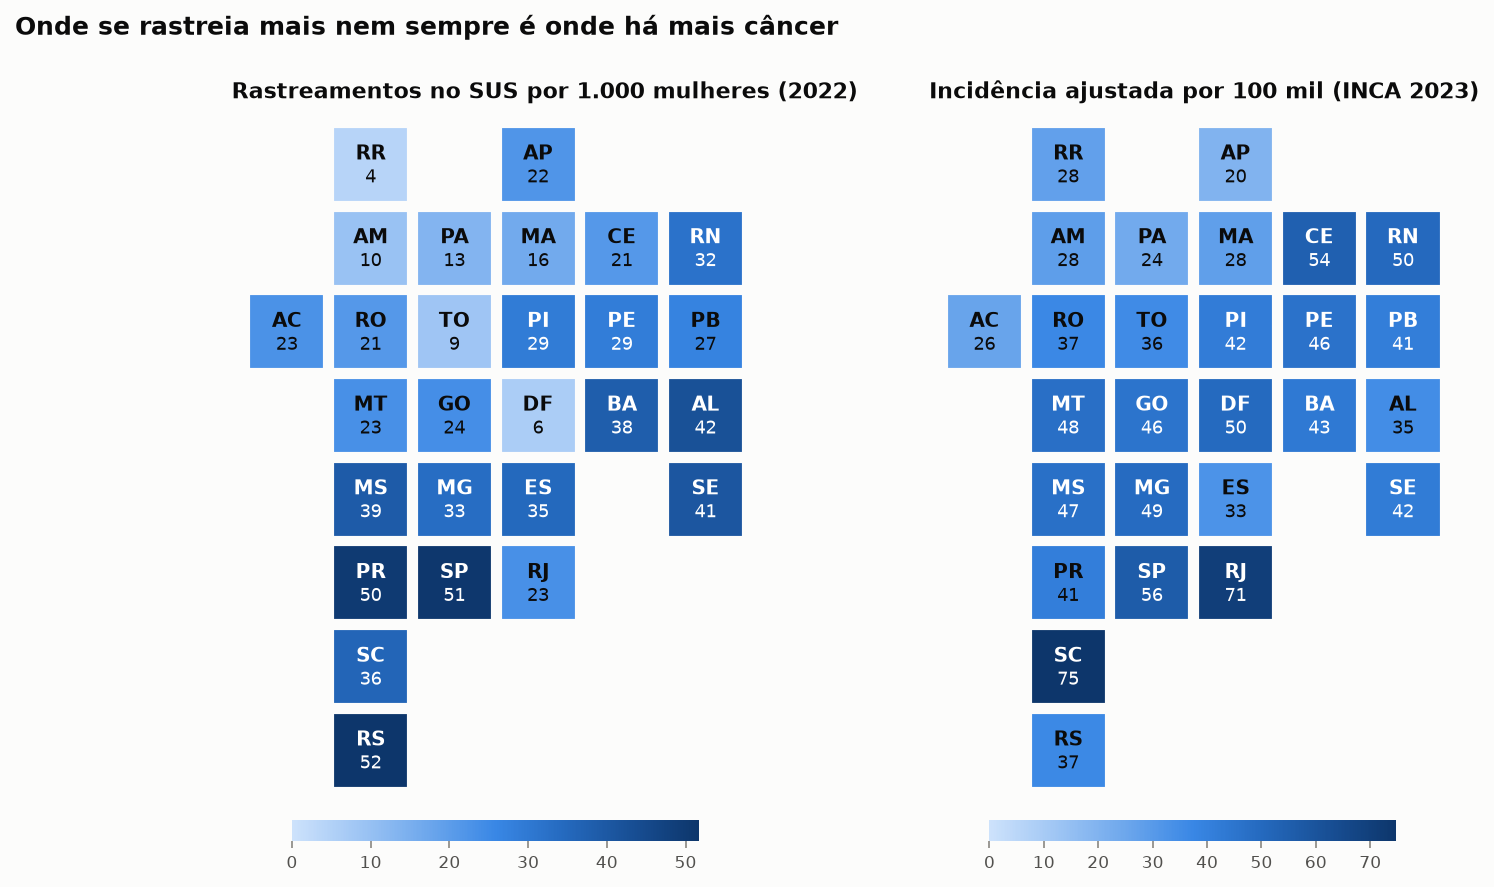 Onde se rastreia mais nem sempre é onde há mais câncer
Rastreamentos no SUS por 1.000 mulheres (2022)
RR
4
AP
22
AM
10
PA
13
MA
16
CE
21
RN
32
AC
23
RO
21
TO
9
PI
29
PE
29
PB
27
MT
23
GO
24
DF
6
BA
38
AL
42
MS
39
MG
33
ES
35
SE
41
PR
50
SP
51
RJ
23
SC
36
RS
52
0 10 20 30 40 50
Incidência ajustada por 100 mil (INCA 2023)
RR
28
AP
20
AM
28
PA
24
MA
28
CE
54
RN
50
AC
26
RO
37
TO
36
PI
42
PE
46
PB
41
MT
48
GO
46
DF
50
BA
43
AL
35
MS
47
MG
49
ES
33
SE
42
PR
41
SP
56
RJ
71
SC
75
RS
37
0 10 20 30 40 50 60 70